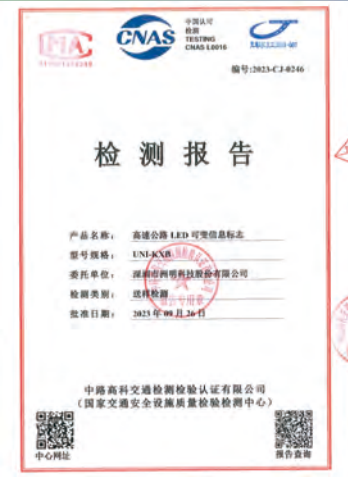 MA
CNAS
中国认可
检测
TESTING
CNAS L0010
编号:2023-CJ-0246
检测报告
产品名称： 高速公路 LED 可变信息标志
型号规格： UNI-KXB
委托单位： 深圳市洲明科技股份有限公司
检测类别： 送样检测
批准日期： 2023 年 09 月 26 日
中路高科交通检测检验认证有限公司
（国家交通安全设施质量检验检测中心）
中心网址
报告查询